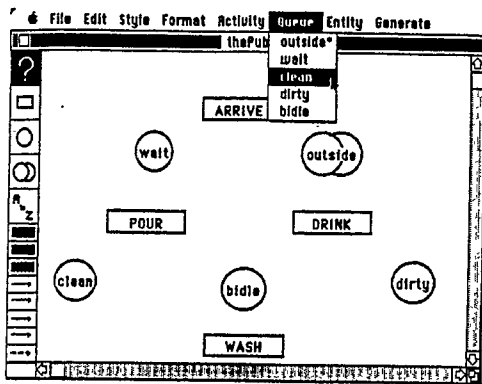 File Edit Style Format Activity Queue Entity Generate
thePub
outside*
wait
clean
dirty
bidle
?
ARRIVE
wait
outside
A
Z
POUR
DRINK
clean
bidle
dirty
WASH